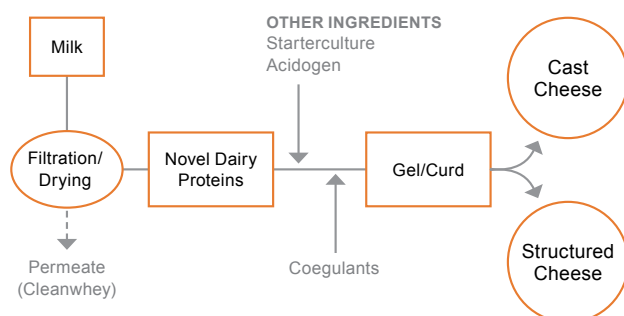 OTHER INGREDIENTS
Starterculture
Acidogen
Milk
Cast
Cheese
Filtration/
Drying
Novel Dairy
Proteins
Gel/Curd
Permeate
(Cleanwhey)
Coegulants
Structured
Cheese